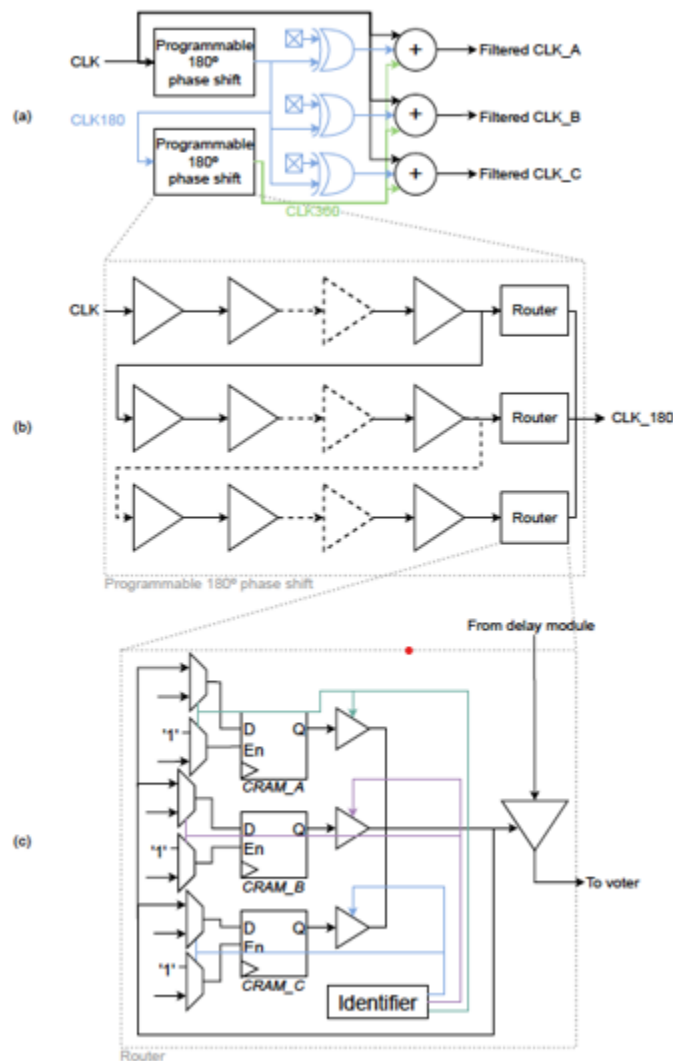 (a)
CLK
Programmable
180º
phase shift
CLK180
Programmable
180º
phase shift
CLK360
+
+
+
Filtered CLK_A
Filtered CLK_B
Filtered CLK_C
(b)
CLK
Router
Router
Router
CLK_180
Programmable 180º phase shift
(c)
From delay module
'1'
D
Q
En
CRAM_A
'1'
D
Q
En
CRAM_B
'1'
D
Q
En
CRAM_C
Identifier
To voter
Router